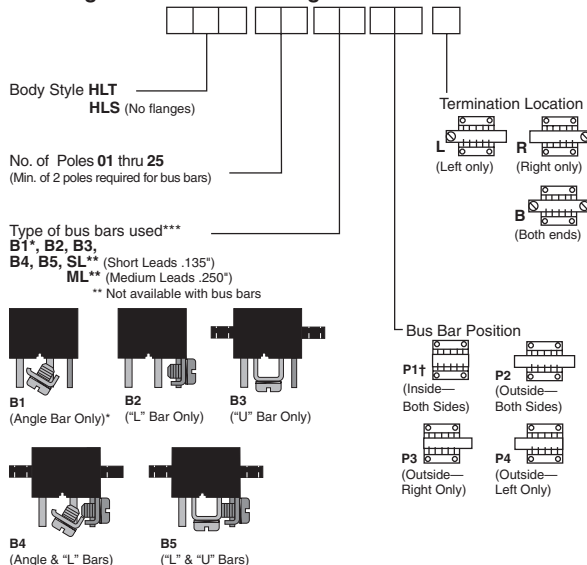 Body Style HLT
HLS (No flanges)
No. of Poles 01 thru 25
(Min. of 2 poles required for bus bars)
Type of bus bars used***
B1*, B2, B3,
B4, B5, SL** (Short Leads .135")
ML** (Medium Leads .250")
** Not available with bus bars
B1
(Angle Bar Only)*
B2
("L" Bar Only)
B3
("U" Bar Only)
B4
(Angle & "L" Bars)
B5
("L" & "U" Bars)
Termination Location
L
(Left only)
R
(Right only)
B
(Both ends)
Bus Bar Position
P1†
(Inside—
Both Sides)
P2
(Outside—
Both Sides)
P3
(Outside—
Right Only)
P4
(Outside—
Left Only)